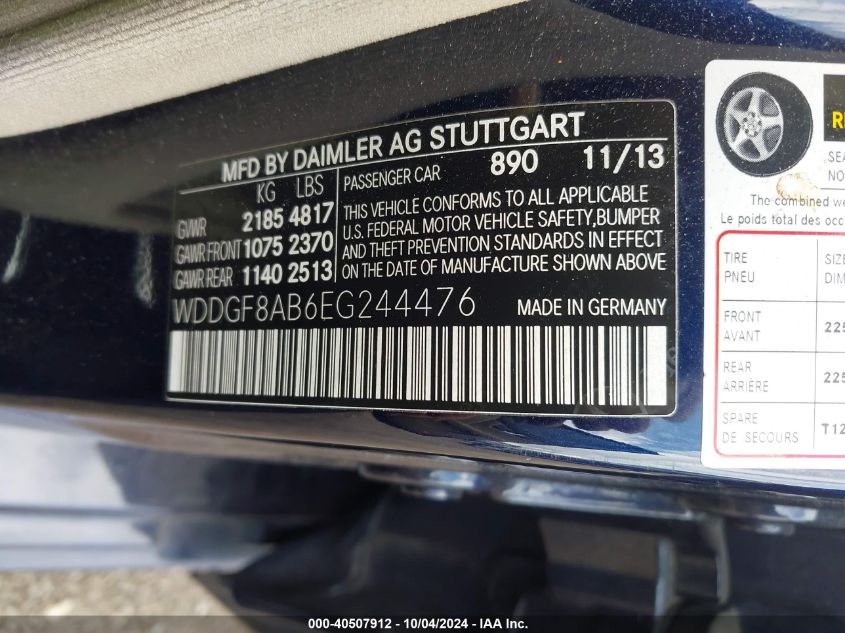 MFD BY DAIMLER AG STUTTGART
KG LBS
GVWR 2185 4817
GAWR FRONT 1075 2370
GAWR REAR 1140 2513
PASSENGER CAR 890 11/13
THIS VEHICLE CONFORMS TO ALL APPLICABLE
U.S. FEDERAL MOTOR VEHICLE SAFETY,BUMPER
AND THEFT PREVENTION STANDARDS IN EFFECT
ON THE DATE OF MANUFACTURE SHOWN ABOVE
WDDGF8AB6EG244476 MADE IN GERMANY
The combined
Le poids total des
TIRE
PNEU
FRONT
AVANT
225
REAR
ARRIÈRE
225
SPARE
DE SECOURS
000-40507912 - 10/04/2024 - IAA Inc.